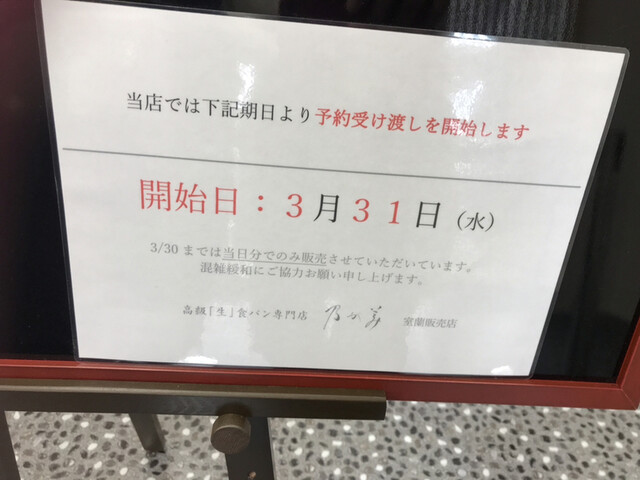 当店では下記期日より予約受け渡しを開始します
開始日：３月３１日（水）
3/30 までは当日分でのみ販売させていただいています。
混雑緩和にご協力お願い申し上げます。
高級「生」食パン専門店 乃が美 室蘭販売店